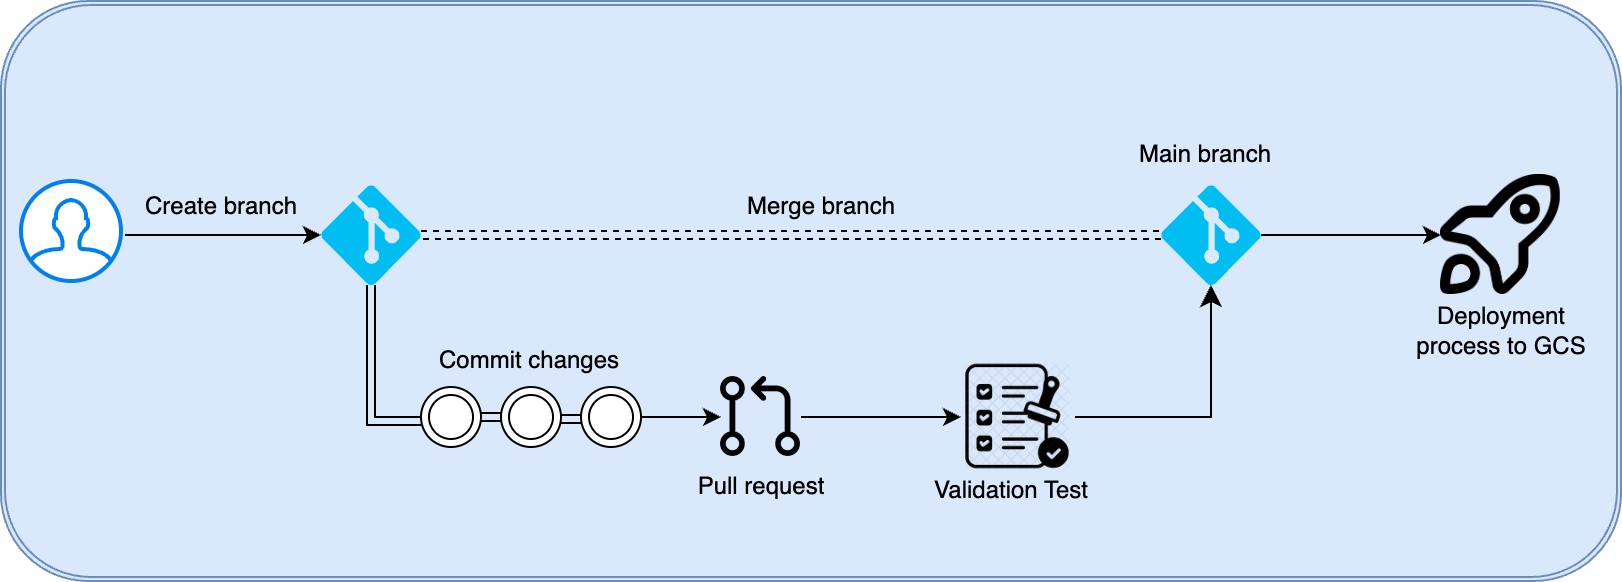 Main branch
Create branch
Merge branch
Deployment
process to GCS
Commit changes
Pull request
Validation Test